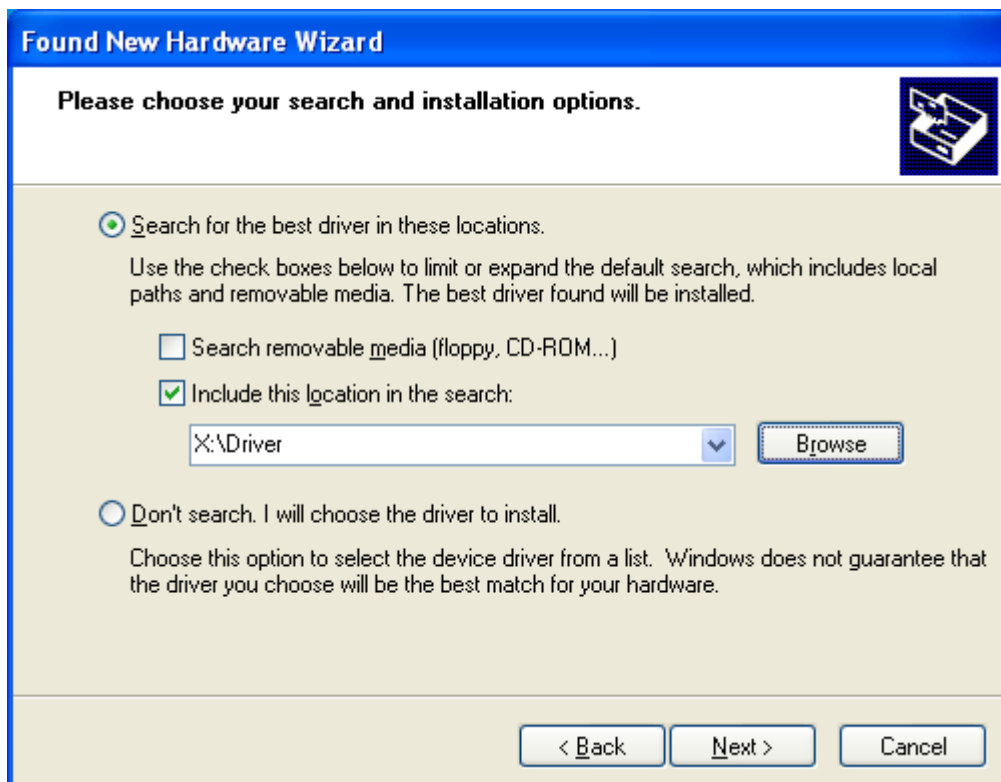 Found New Hardware Wizard
Please choose your search and installation options.
Search for the best driver in these locations.
Use the check boxes below to limit or expand the default search, which includes local
paths and removable media. The best driver found will be installed.
Search removable media (floppy, CD-ROM...)
Include this location in the search:
X:\Driver
Browse
Don't search. I will choose the driver to install.
Choose this option to select the device driver from a list. Windows does not guarantee that
the driver you choose will be the best match for your hardware.
< Back
Next >
Cancel